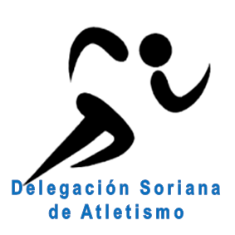 Delegación Soriana
de Atletismo